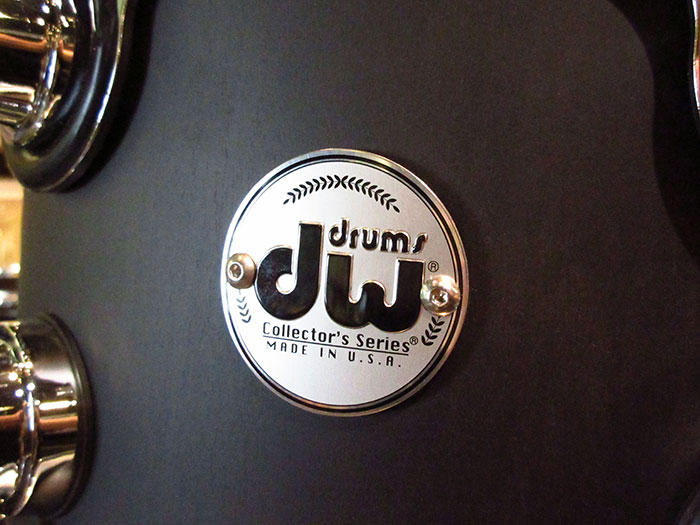 drums
dw®
Collector's Series®
MADE IN U.S.A.